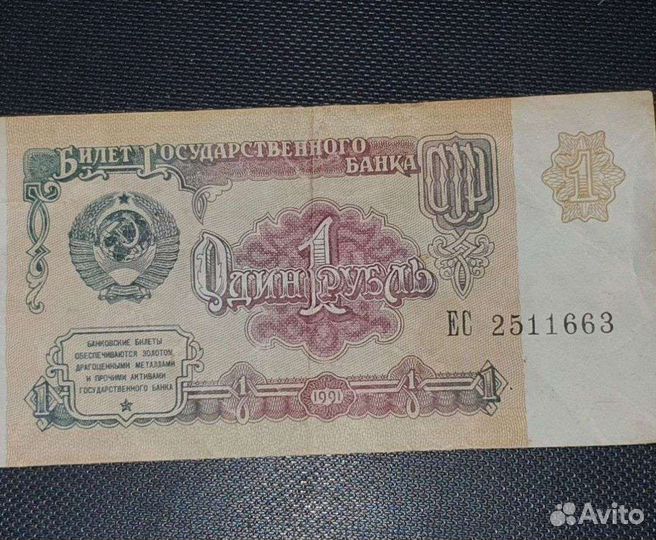 Билет Государственного
Банка
СССР
1
Один 1 Рубль
ЕС 2511663
БАНКОВСКИЕ БИЛЕТЫ
ОБЕСПЕЧИВАЮТСЯ ЗОЛОТОМ,
ДРАГОЦЕННЫМИ МЕТАЛЛАМИ
И ПРОЧИМИ АКТИВАМИ
ГОСУДАРСТВЕННОГО БАНКА
1 1 1991 1 1
Avito